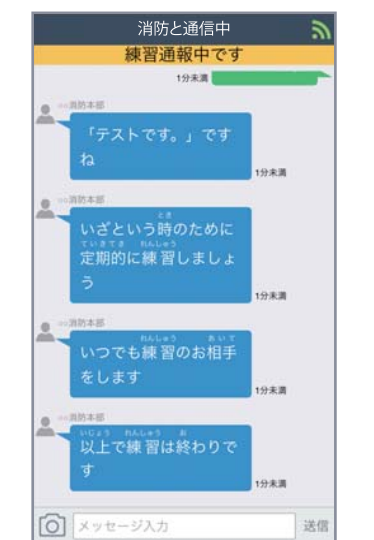 消防と通信中
練習通報中です
1分未満
○○消防本部
「テストです。」です
ね
1分未満
○○消防本部
とき
いざという時のために
ていきてき れんしゅう
定期的に練習しましょ
う
1分未満
○○消防本部
れんしゅう あいて
いつでも練習のお相手
をします
1分未満
○○消防本部
いじょう れんしゅう お
以上で練習は終わりで
す
1分未満
メッセージ入力
送信